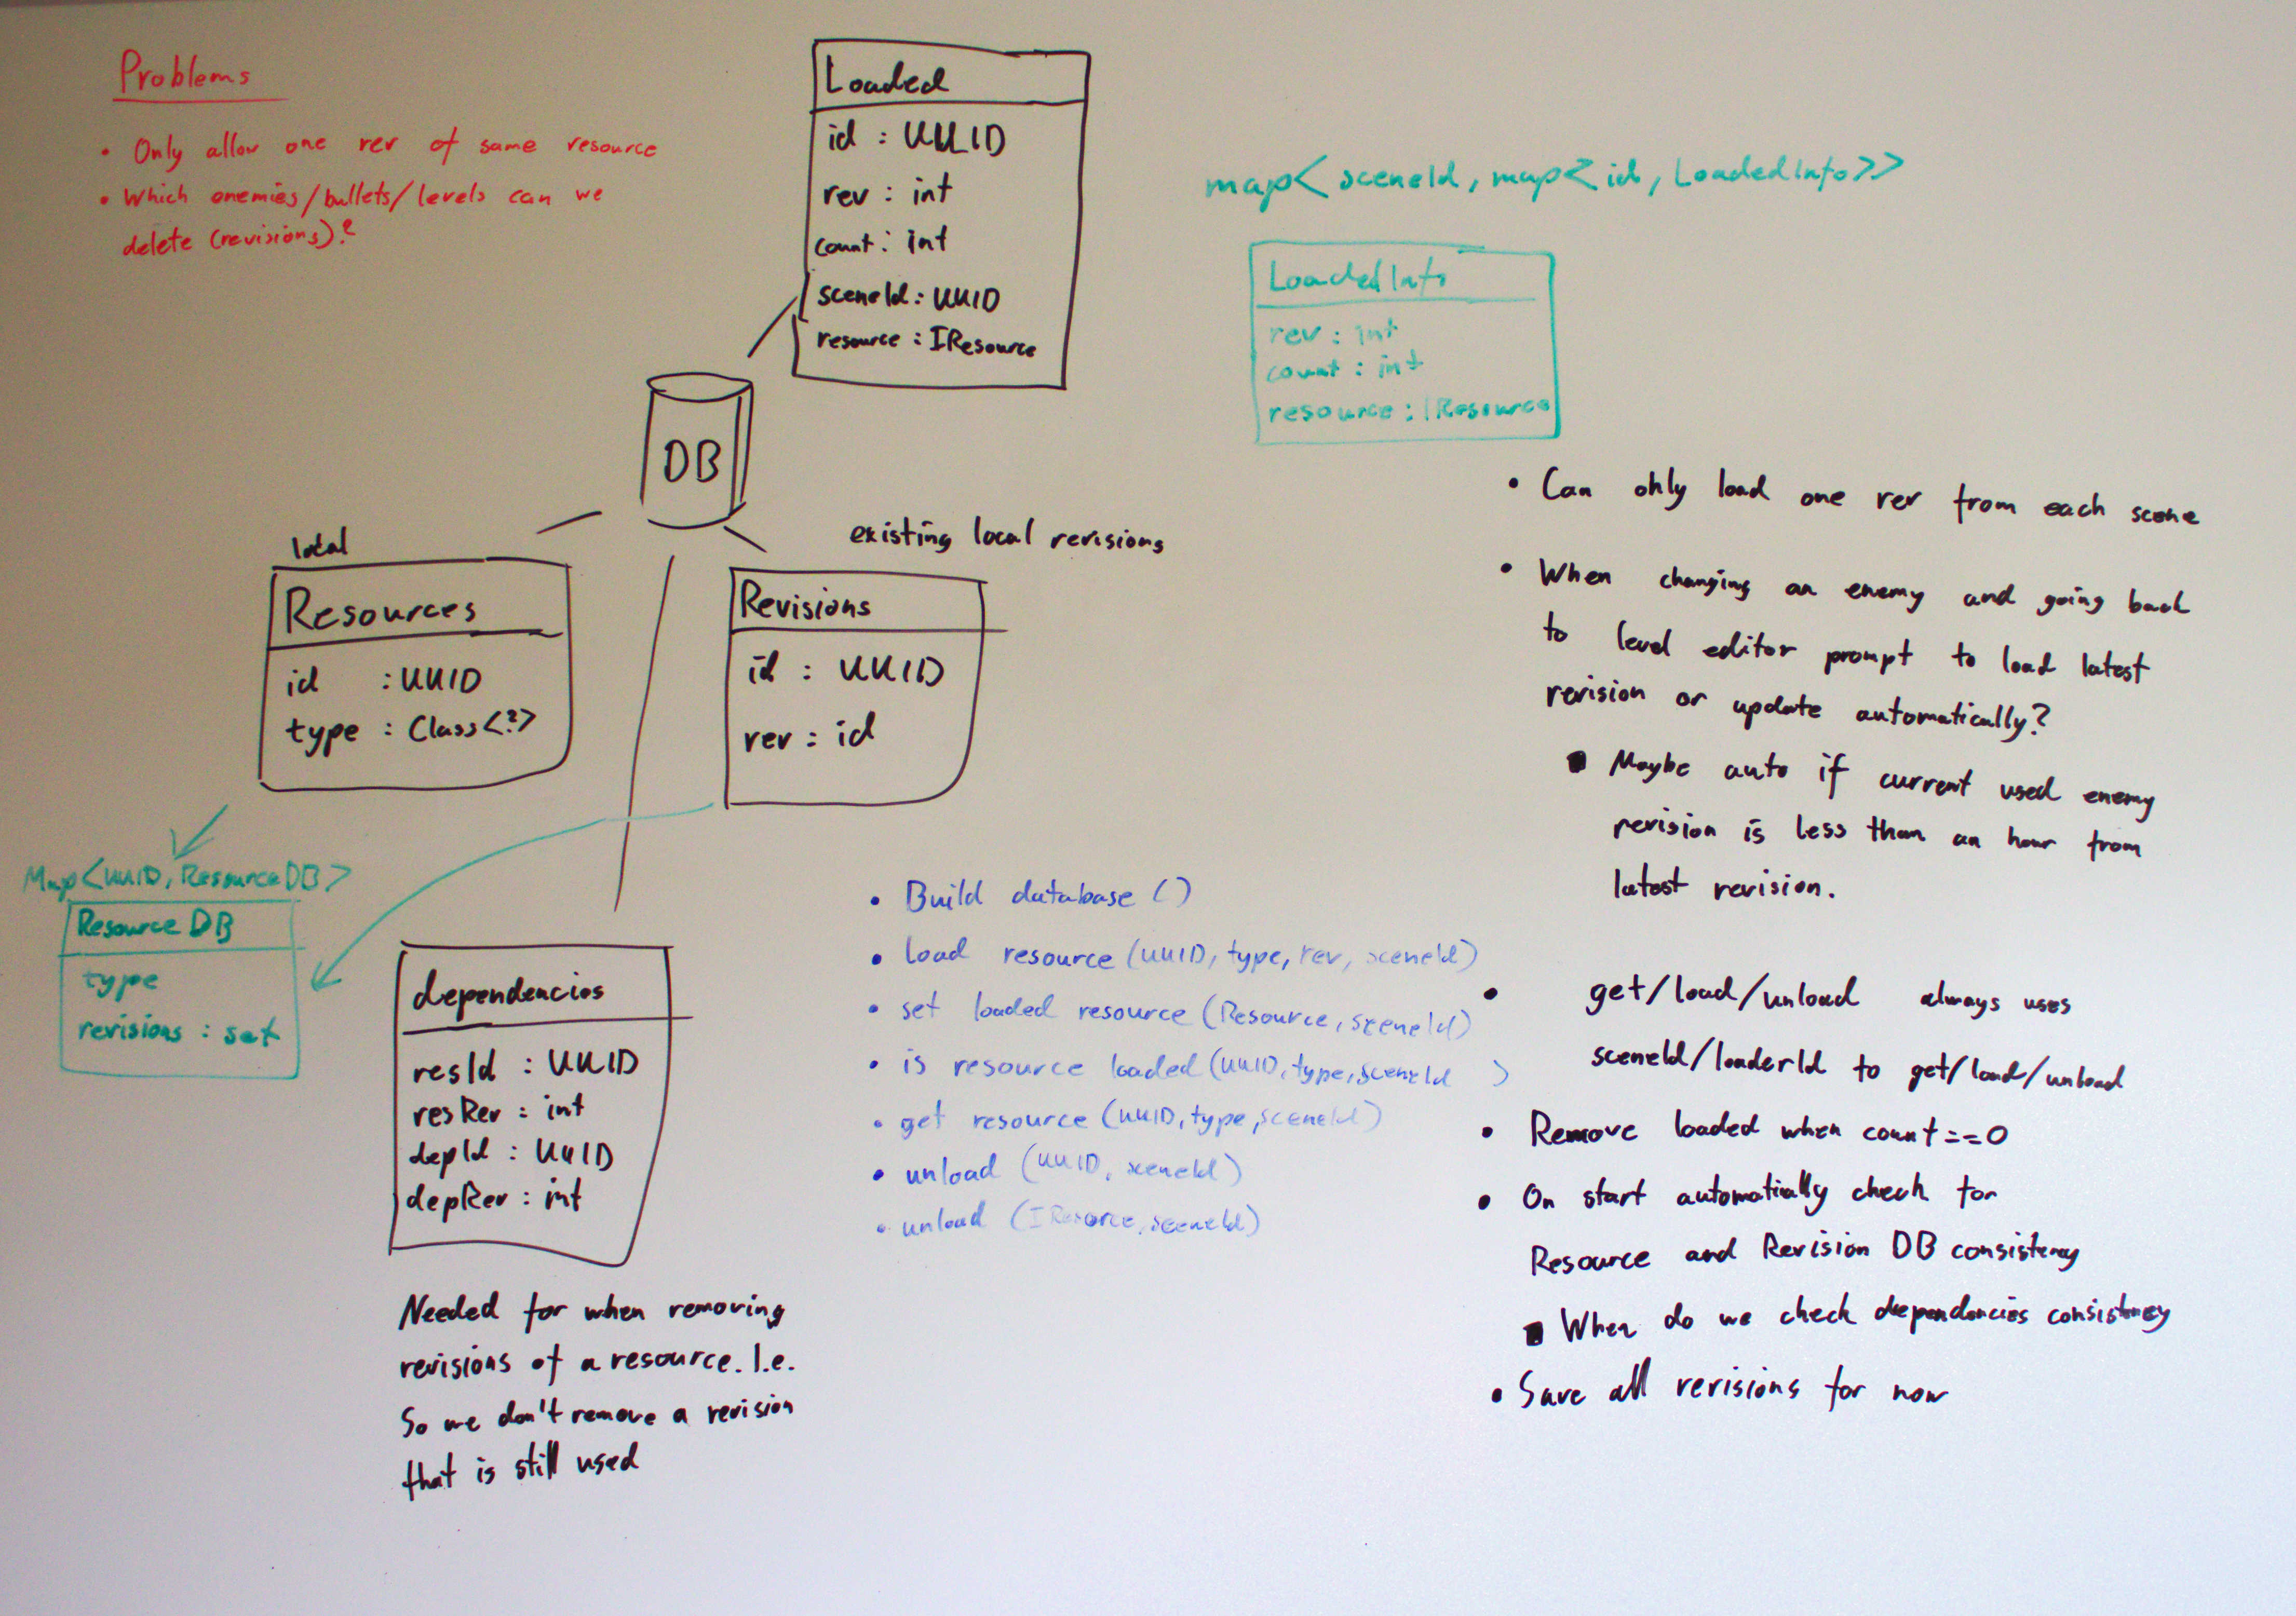 Problems
• Only allow one rev of same resource
• Which enemies/bullets/levels can we
delete (revisions)?
Loaded
id : UUID
rev : int
count : int
sceneId : UUID
resource : IResource
map<sceneId, map<id, LoadedInfo>>
LoadedInfo
rev : int
count : int
resource : IResource
DB
local
Resources
id : UUID
type : Class<?>
existing local revisions
Revisions
id : UUID
rev : id
Map<UUID, ResourceDB>
Resource DB
type
revisions : set
dependencies
resId : UUID
resRev : int
depId : UUID
depRev : int
Needed for when removing
revisions of a resource. I.e.
So we don't remove a revision
that is still used
• Build database ()
• load resource (UUID, type, rev, sceneId)
• set loaded resource (Resource, sceneId)
• is resource loaded (UUID, type, sceneId )
• get resource (UUID, type, sceneId)
• unload (UUID, sceneId)
• unload (IResorce, sceneId)
• Can only load one rev from each scene
• When changing an enemy and going back
to level editor prompt to load latest
revision or update automatically?
▪ Maybe auto if current used enemy
revision is less than an hour from
latest revision.
• get/load/unload always uses
sceneId/loaderId to get/load/unload
• Remove loaded when count==0
• On start automatially check for
Resource and Revision DB consisteny
▪ When do we check dependencies consisteney
• Save all revisions for now